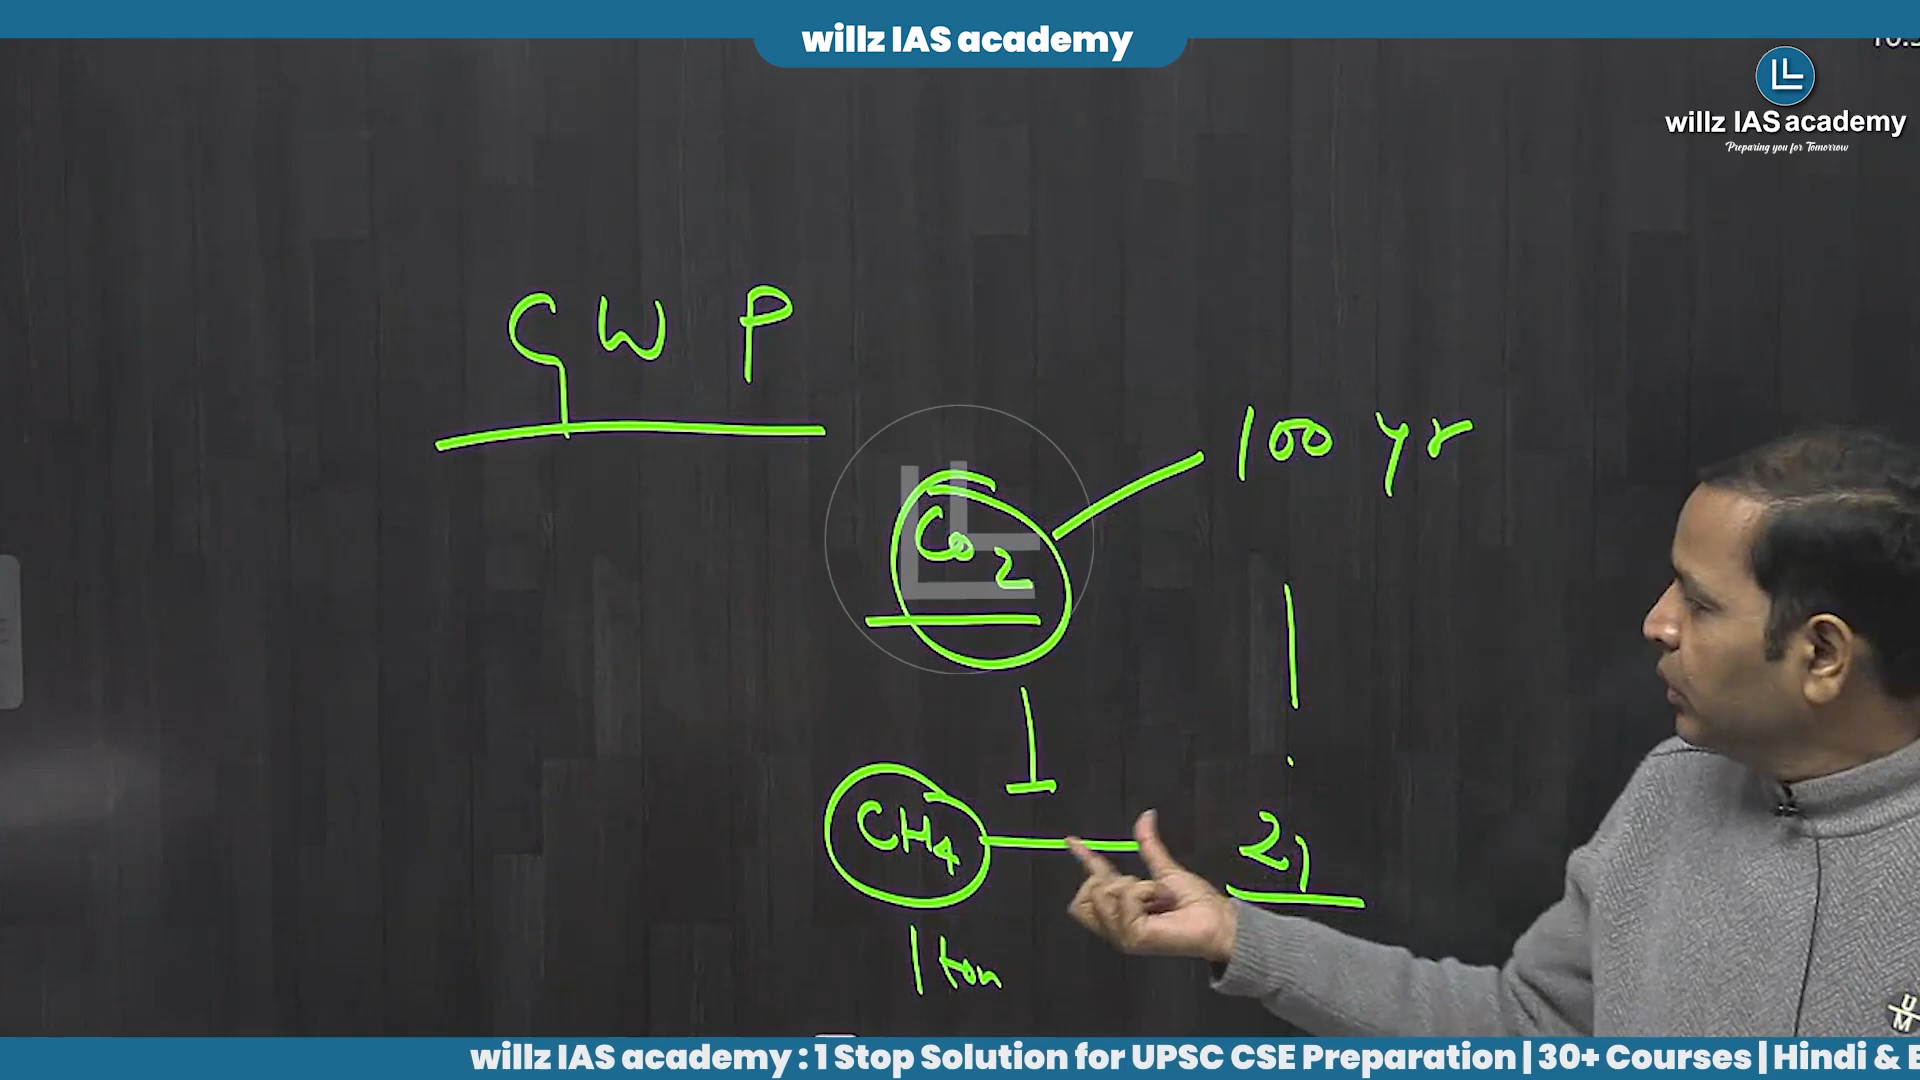 willz IAS academy
willz IAS academy
Preparing you for Tomorrow
G W P
100 yr
CO2
1
1
CH4
21
1 ton
U
M
willz IAS academy : 1 Stop Solution for UPSC CSE Preparation | 30+ Courses | Hindi & E